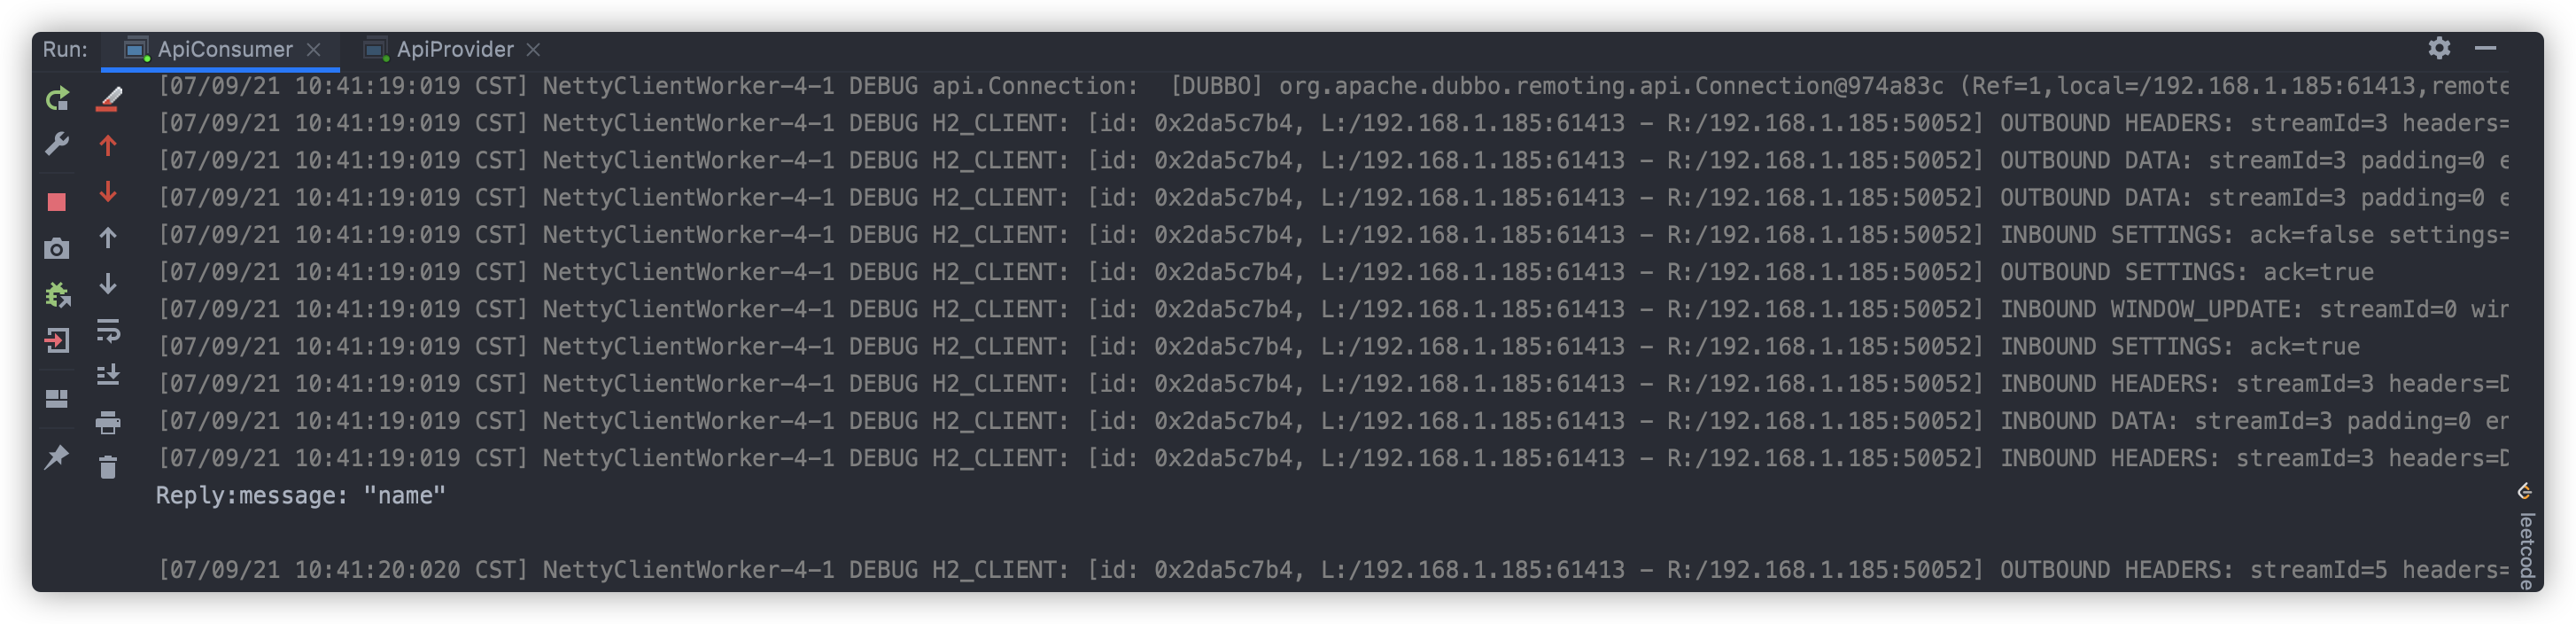 Run: ApiConsumer ApiProvider
[07/09/21 10:41:19:019 CST] NettyClientWorker-4-1 DEBUG api.Connection:  [DUBBO] org.apache.dubbo.remoting.api.Connection@974a83c (Ref=1,local=/192.168.1.185:61413,remote
[07/09/21 10:41:19:019 CST] NettyClientWorker-4-1 DEBUG H2_CLIENT: [id: 0x2da5c7b4, L:/192.168.1.185:61413 - R:/192.168.1.185:50052] OUTBOUND HEADERS: streamId=3 headers=
[07/09/21 10:41:19:019 CST] NettyClientWorker-4-1 DEBUG H2_CLIENT: [id: 0x2da5c7b4, L:/192.168.1.185:61413 - R:/192.168.1.185:50052] OUTBOUND DATA: streamId=3 padding=0 e
[07/09/21 10:41:19:019 CST] NettyClientWorker-4-1 DEBUG H2_CLIENT: [id: 0x2da5c7b4, L:/192.168.1.185:61413 - R:/192.168.1.185:50052] OUTBOUND DATA: streamId=3 padding=0 e
[07/09/21 10:41:19:019 CST] NettyClientWorker-4-1 DEBUG H2_CLIENT: [id: 0x2da5c7b4, L:/192.168.1.185:61413 - R:/192.168.1.185:50052] INBOUND SETTINGS: ack=false settings=
[07/09/21 10:41:19:019 CST] NettyClientWorker-4-1 DEBUG H2_CLIENT: [id: 0x2da5c7b4, L:/192.168.1.185:61413 - R:/192.168.1.185:50052] OUTBOUND SETTINGS: ack=true
[07/09/21 10:41:19:019 CST] NettyClientWorker-4-1 DEBUG H2_CLIENT: [id: 0x2da5c7b4, L:/192.168.1.185:61413 - R:/192.168.1.185:50052] INBOUND WINDOW_UPDATE: streamId=0 win
[07/09/21 10:41:19:019 CST] NettyClientWorker-4-1 DEBUG H2_CLIENT: [id: 0x2da5c7b4, L:/192.168.1.185:61413 - R:/192.168.1.185:50052] INBOUND SETTINGS: ack=true
[07/09/21 10:41:19:019 CST] NettyClientWorker-4-1 DEBUG H2_CLIENT: [id: 0x2da5c7b4, L:/192.168.1.185:61413 - R:/192.168.1.185:50052] INBOUND HEADERS: streamId=3 headers=D
[07/09/21 10:41:19:019 CST] NettyClientWorker-4-1 DEBUG H2_CLIENT: [id: 0x2da5c7b4, L:/192.168.1.185:61413 - R:/192.168.1.185:50052] INBOUND DATA: streamId=3 padding=0 en
[07/09/21 10:41:19:019 CST] NettyClientWorker-4-1 DEBUG H2_CLIENT: [id: 0x2da5c7b4, L:/192.168.1.185:61413 - R:/192.168.1.185:50052] INBOUND HEADERS: streamId=3 headers=D
Reply:message: "name"
[07/09/21 10:41:20:020 CST] NettyClientWorker-4-1 DEBUG H2_CLIENT: [id: 0x2da5c7b4, L:/192.168.1.185:61413 - R:/192.168.1.185:50052] OUTBOUND HEADERS: streamId=5 headers=
leetcode